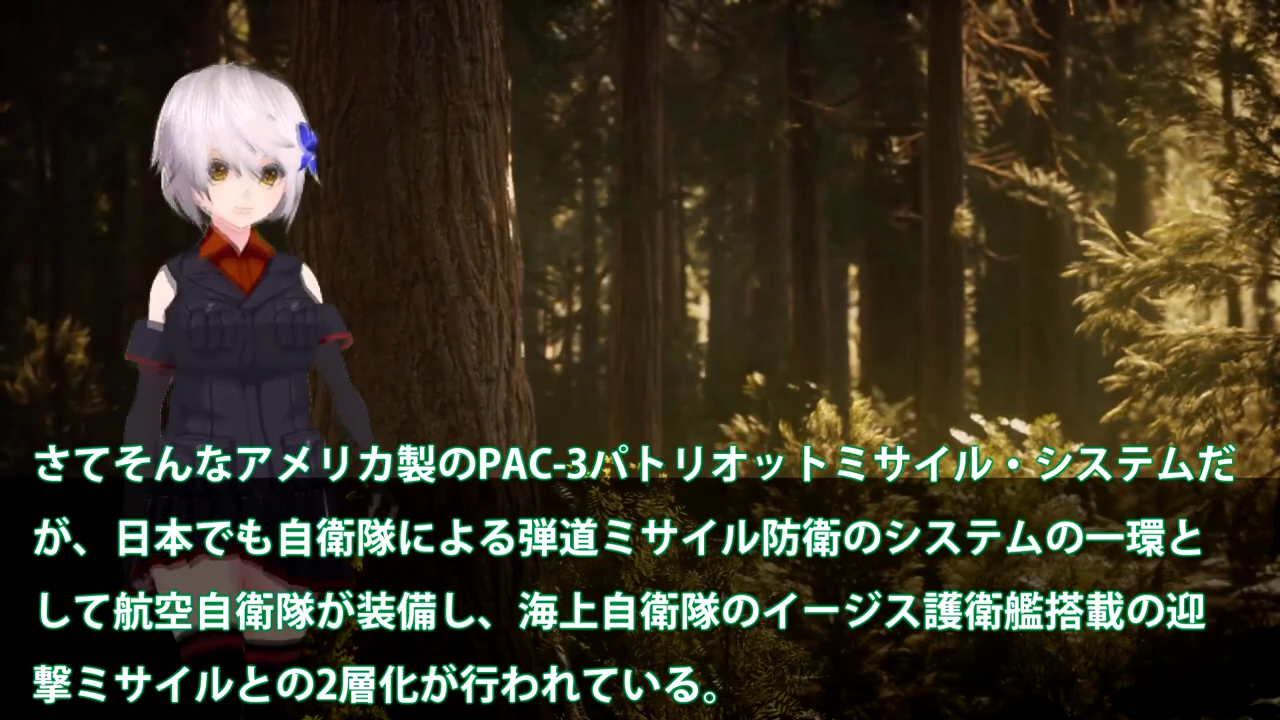 さてそんなアメリカ製のPAC-3パトリオットミサイル・システムだ
が、日本でも自衛隊による弾道ミサイル防衛のシステムの一環と
して航空自衛隊が装備し、海上自衛隊のイージス護衛艦搭載の迎
撃ミサイルとの2層化が行われている。